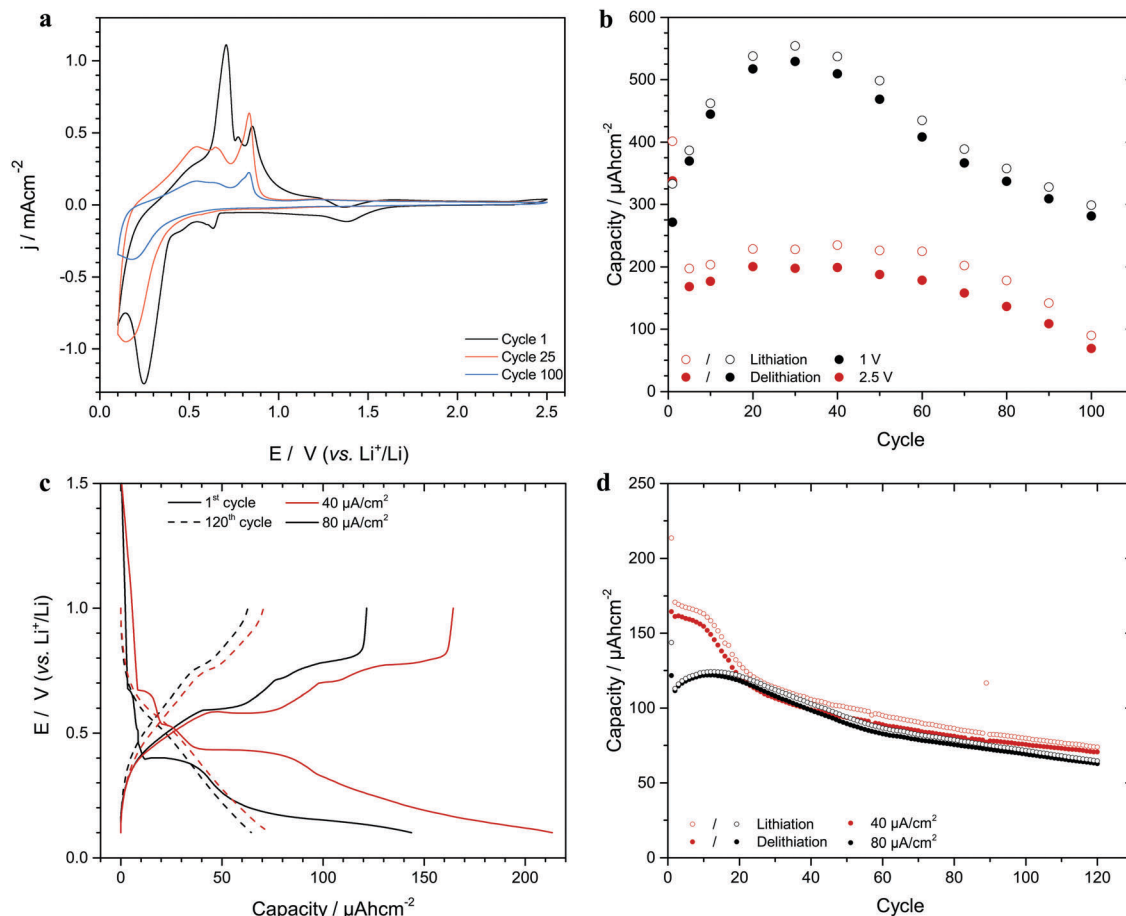 a
j / mAcm⁻²
1.0
0.5
0.0
-0.5
-1.0
Cycle 1
Cycle 25
Cycle 100
0.0 0.5 1.0 1.5 2.0 2.5
E / V (vs. Li⁺/Li)
b
Capacity / µAhcm⁻²
600
500
400
300
200
100
0
/ Lithiation 1 V
/ Delithiation 2.5 V
0 20 40 60 80 100
Cycle
c
E / V (vs. Li⁺/Li)
1.5
1.0
0.5
0.0
1ˢᵗ cycle 40 µA/cm²
120ᵗʰ cycle 80 µA/cm²
0 50 100 150 200
Capacity / µAhcm⁻²
d
Capacity / µAhcm⁻²
250
200
150
100
50
0
/ Lithiation 40 µA/cm²
/ Delithiation 80 µA/cm²
0 20 40 60 80 100 120
Cycle